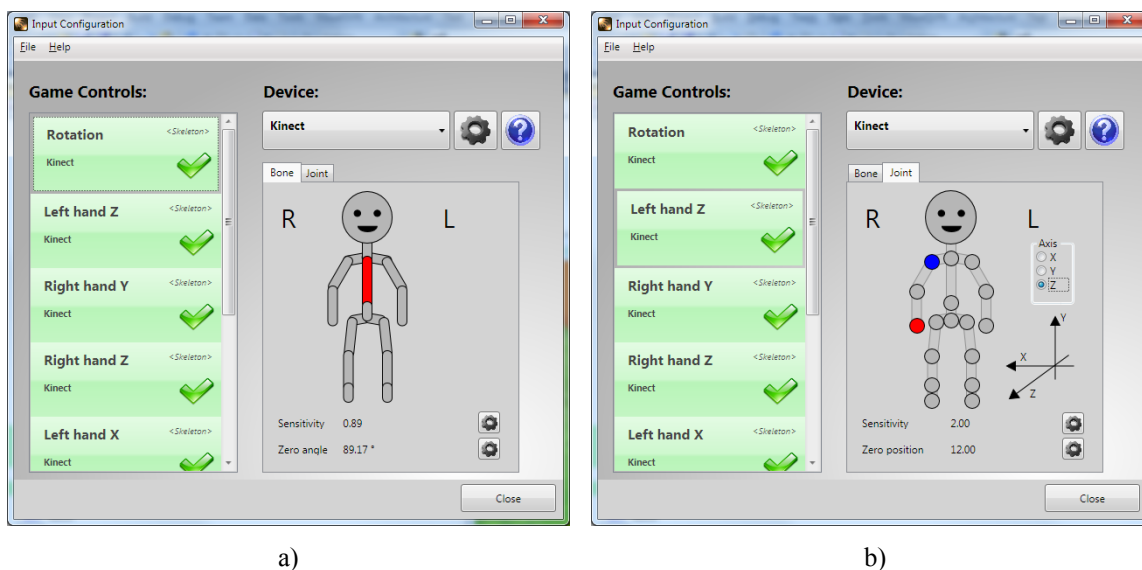 Input Configuration
File Help
Game Controls:
Device:
Rotation
<Skeleton>
Kinect
Left hand Z
<Skeleton>
Kinect
Right hand Y
<Skeleton>
Kinect
Right hand Z
<Skeleton>
Kinect
Left hand X
<Skeleton>
Kinect
Kinect
Bone Joint
R L
Sensitivity 0.89
Zero angle 89.17 °
Close
a)
Input Configuration
File Help
Game Controls:
Device:
Rotation
<Skeleton>
Kinect
Left hand Z
<Skeleton>
Kinect
Right hand Y
<Skeleton>
Kinect
Right hand Z
<Skeleton>
Kinect
Left hand X
<Skeleton>
Kinect
Kinect
Bone Joint
R L
Axis
X
Y
Z
Y
X
Z
Sensitivity 2.00
Zero position 12.00
Close
b)